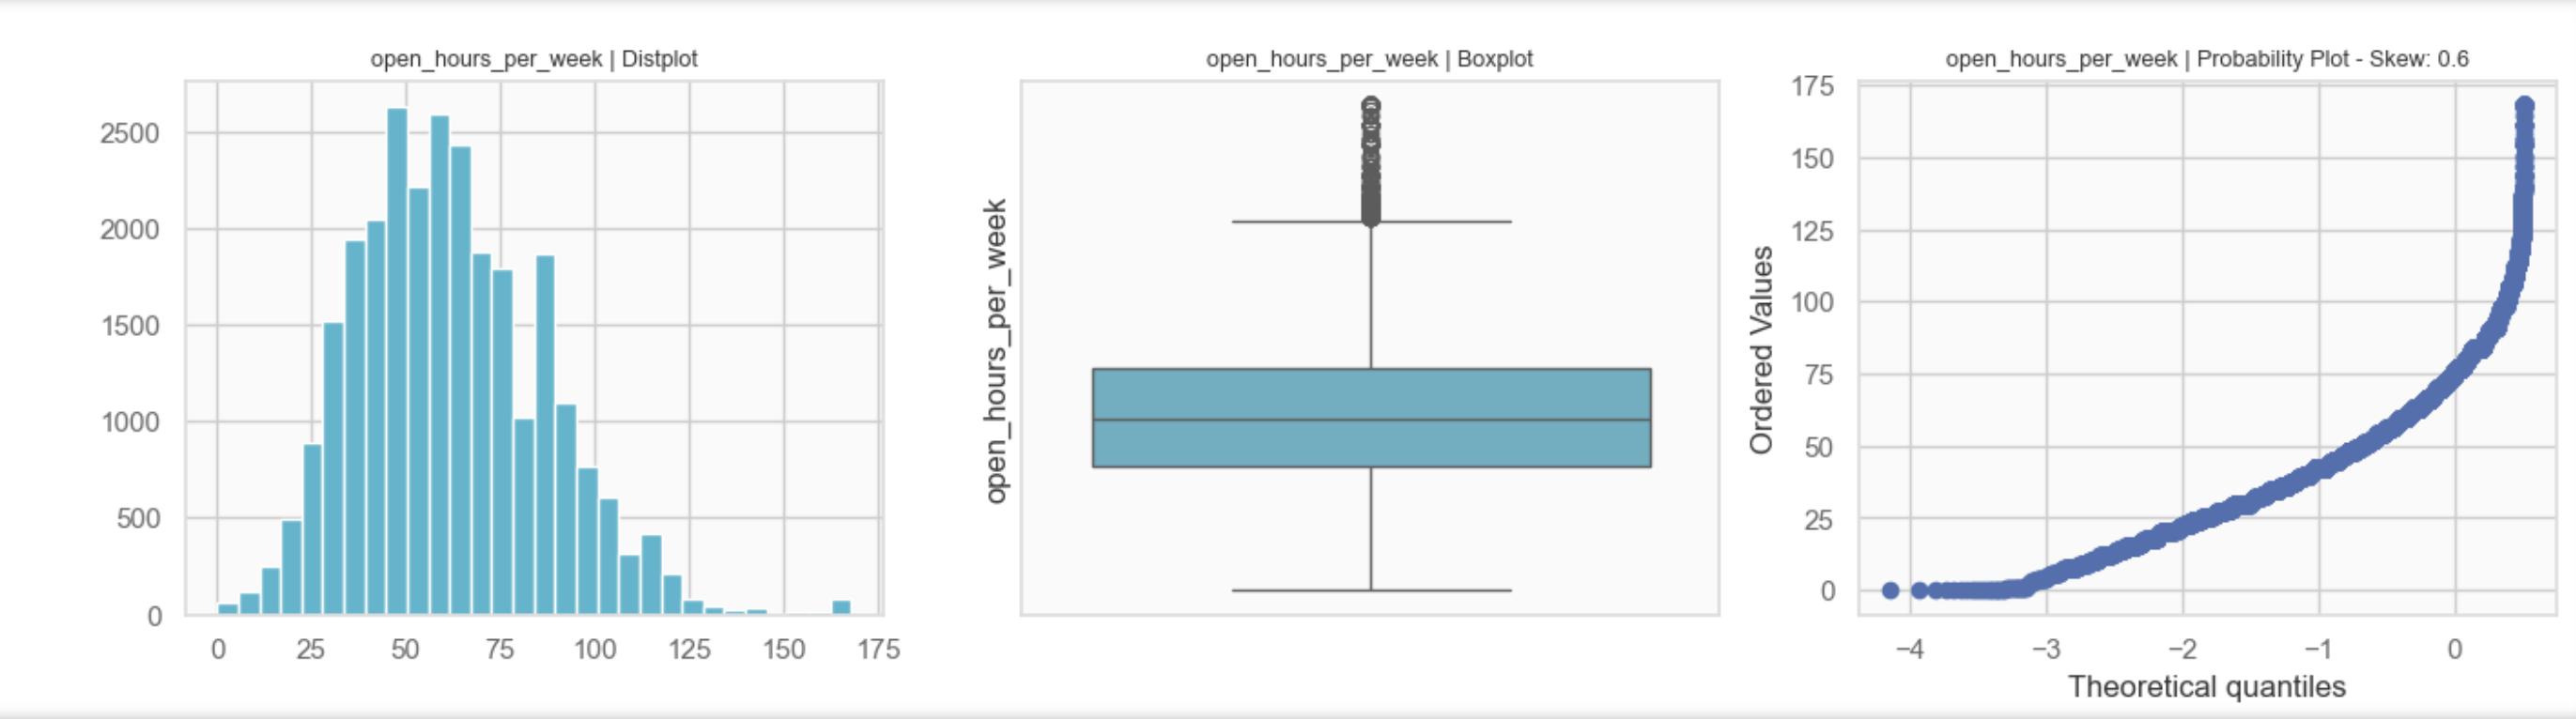 open_hours_per_week | Distplot
2500
2000
1500
1000
500
0
0 25 50 75 100 125 150 175
open_hours_per_week | Boxplot
open_hours_per_week
open_hours_per_week | Probability Plot - Skew: 0.6
175
150
125
100
75
50
25
0
Ordered Values
−4 −3 −2 −1 0
Theoretical quantiles